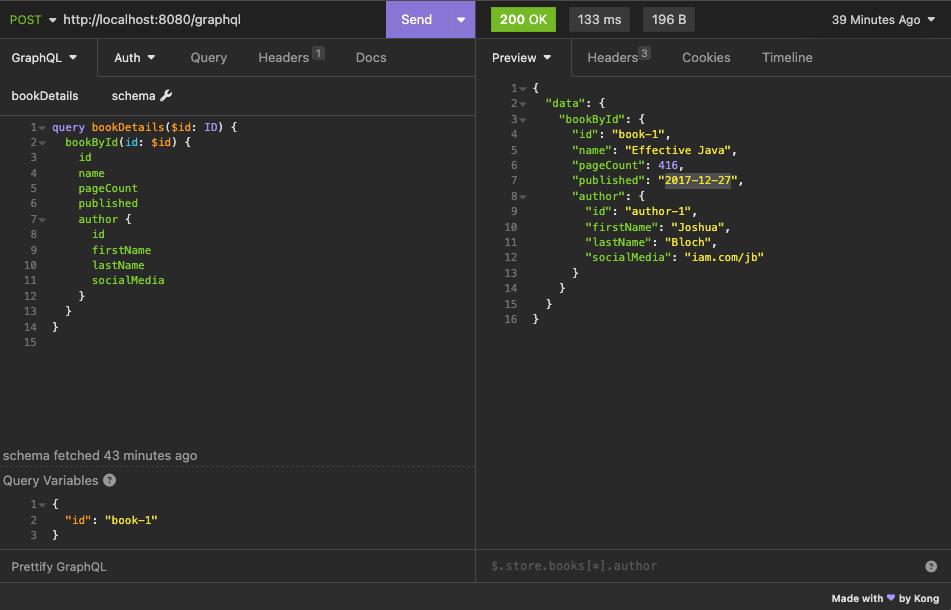 POST http://localhost:8080/graphql Send 200 OK 133 ms 196 B 39 Minutes Ago
GraphQL Auth Query Headers 1 Docs
Preview Headers 3 Cookies Timeline
bookDetails schema
1 query bookDetails($id: ID) {
2 bookById(id: $id) {
3 id
4 name
5 pageCount
6 published
7 author {
8 id
9 firstName
10 lastName
11 socialMedia
12 }
13 }
14 }
15
schema fetched 43 minutes ago
Query Variables ?
1 {
2 "id": "book-1"
3 }
Prettify GraphQL
1 {
2 "data": {
3 "bookById": {
4 "id": "book-1",
5 "name": "Effective Java",
6 "pageCount": 416,
7 "published": "2017-12-27",
8 "author": {
9 "id": "author-1",
10 "firstName": "Joshua",
11 "lastName": "Bloch",
12 "socialMedia": "iam.com/jb"
13 }
14 }
15 }
16 }
$.store.books[*].author ?
Made with ♥ by Kong